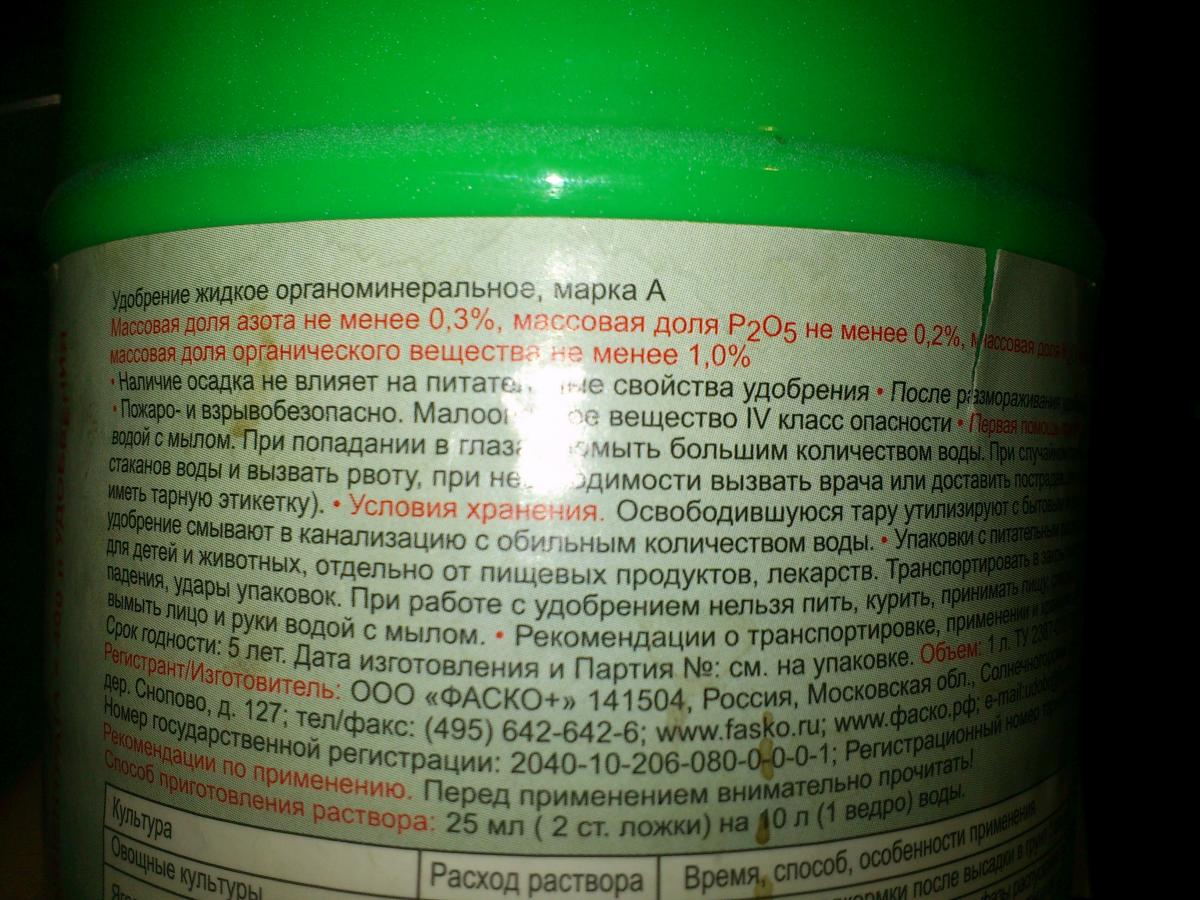 Удобрение жидкое органоминеральное, марка А
Массовая доля азота не менее 0,3%, массовая доля P2O5 не менее 0,2%, массовая доля
массовая доля органического вещества не менее 1,0%
• Наличие осадка не влияет на свойства удобрения • После размораживания
• Пожаро- и взрывобезопасно. вещество IV класс опасности • Первая помощь
водой с мылом. При попадании в глаза большим количеством воды. При
стаканов воды и вызвать рвоту, при вызвать врача или доставить
иметь тарную этикетку). • Условия хранения. Освободившуюся тару утилизируют с бытовым
удобрение смывают в канализацию с обильным количеством воды. • Упаковки с питательным
для детей и животных, отдельно от пищевых продуктов, лекарств. Транспортировать в
падения, удары упаковок. При работе с удобрением нельзя пить, курить, принимать пищу,
вымыть лицо и руки водой с мылом. • Рекомендации о транспортировке, применении и
Срок годности: 5 лет. Дата изготовления и Партия №: см. на упаковке. Объем: 1 л. ТУ
Регистрант/Изготовитель: ООО «ФАСКО+» 141504, Россия, Московская обл.,
дер. Снопово, д. 127; тел/факс: (495) 642-642-6; www.fasko.ru; www.фаско.рф; e-mail:
Номер государственной регистрации: 2040-10-206-080-0-0-0-1; Регистрационный номер
Рекомендации по применению. Перед применением внимательно прочитать!
Способ приготовления раствора: 25 мл ( 2 ст. ложки) на 10 л (1 ведро) воды.
Культура
Расход раствора
Время, способ, особенности применения
Овощные культуры
после высадки в